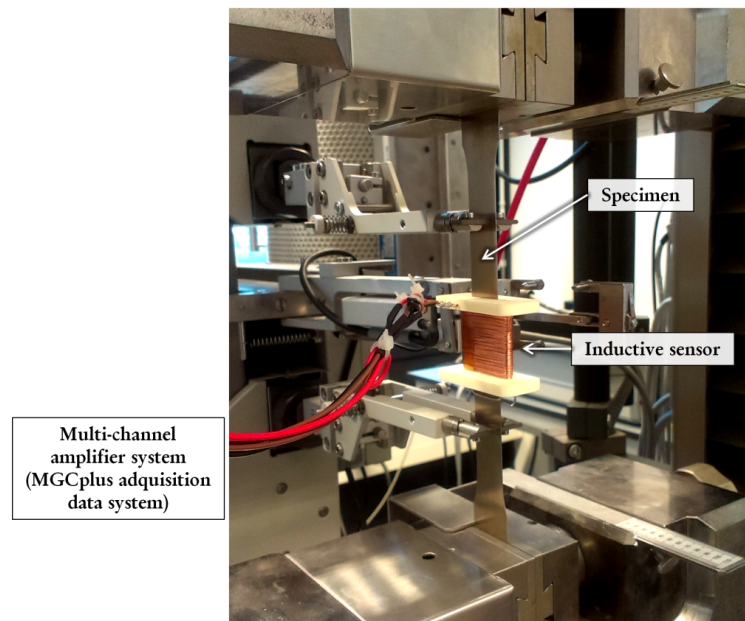 Specimen
Inductive sensor
Multi-channel
amplifier system
(MGCplus adquisition
data system)